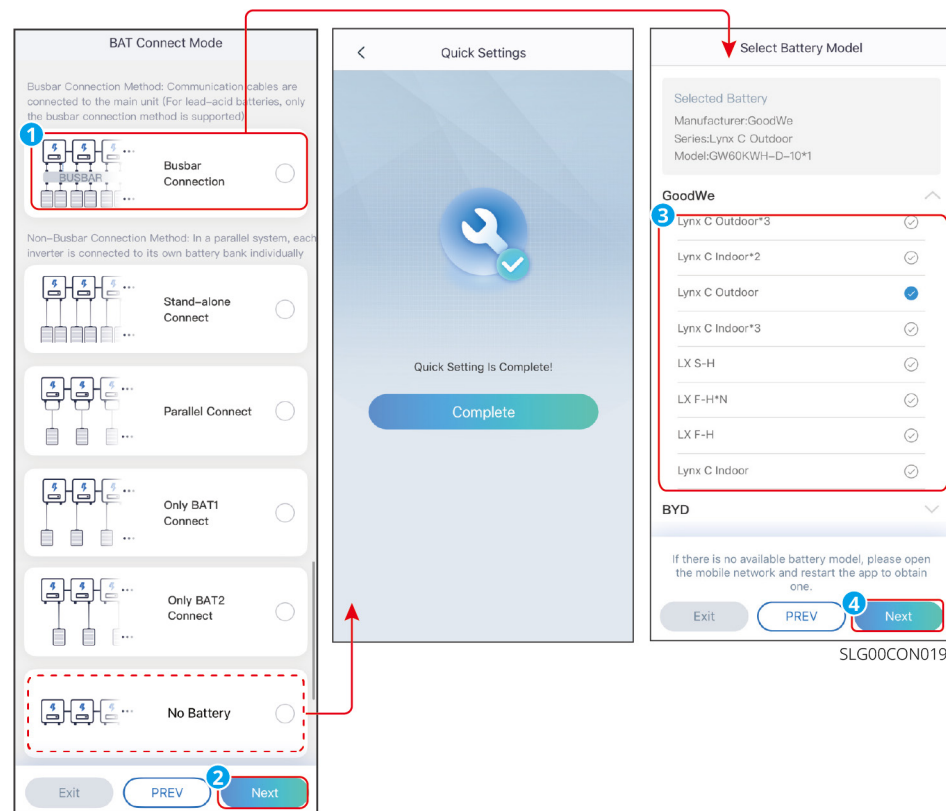 BAT Connect Mode
Busbar Connection Method: Communication cables are
connected to the main unit (For lead-acid batteries, only
the busbar connection method is supported)
1
BUSBAR
Busbar
Connection
Non-Busbar Connection Method: In a parallel system, each
inverter is connected to its own battery bank individually
Stand-alone
Connect
Parallel Connect
Only BAT1
Connect
Only BAT2
Connect
No Battery
Exit
PREV
2
Next
Quick Settings
Quick Setting Is Complete!
Complete
Select Battery Model
Selected Battery
Manufacturer:GoodWe
Series:Lynx C Outdoor
Model:GW60KWH-D-10*1
GoodWe
3
Lynx C Outdoor*3
Lynx C Indoor*2
Lynx C Outdoor
Lynx C Indoor*3
LX S-H
LX F-H*N
LX F-H
Lynx C Indoor
BYD
If there is no available battery model, please open
the mobile network and restart the app to obtain
one.
Exit
PREV
4
Next
SLG00CON019